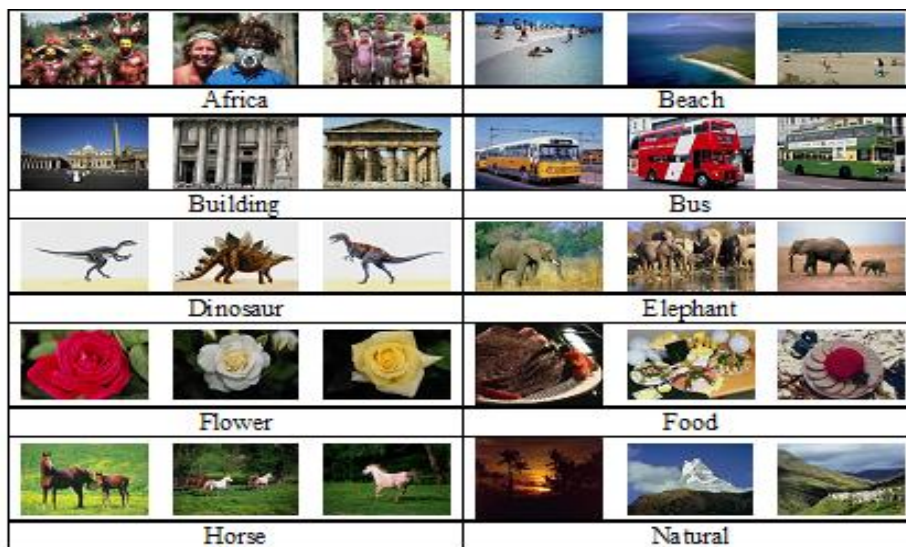 Africa
Beach
Building
Bus
Dinosaur
Elephant
Flower
Food
Horse
Natural